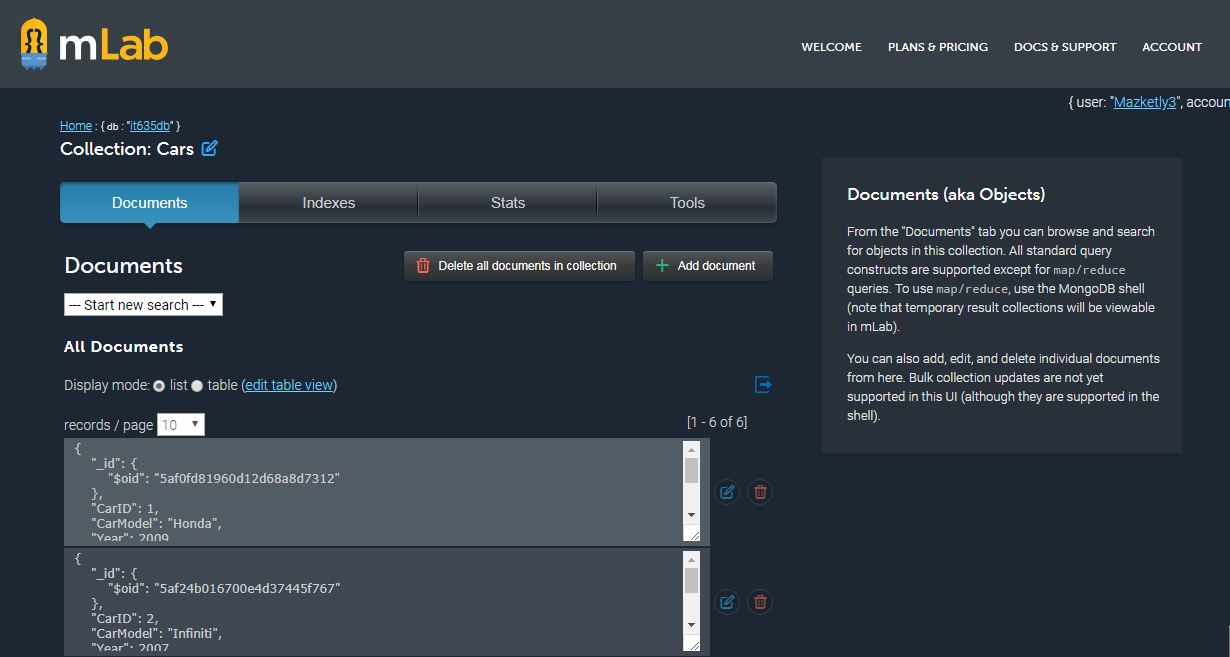 mLab
WELCOME PLANS & PRICING DOCS & SUPPORT ACCOUNT
{ user: "Mazketly3", accoun
Home : { db : "it635db" }
Collection: Cars
Documents Indexes Stats Tools
Documents
Delete all documents in collection
Add document
--- Start new search ---
All Documents
Display mode: list table (edit table view)
records / page 10
[1 - 6 of 6]
{
"_id": {
"$oid": "5af0fd81960d12d68a8d7312"
},
"CarID": 1,
"CarModel": "Honda",
"Year": 2009
{
"_id": {
"$oid": "5af24b016700e4d37445f767"
},
"CarID": 2,
"CarModel": "Infiniti",
"Year": 2007
Documents (aka Objects)
From the "Documents" tab you can browse and search
for objects in this collection. All standard query
constructs are supported except for map/reduce
queries. To use map/reduce, use the MongoDB shell
(note that temporary result collections will be viewable
in mLab).
You can also add, edit, and delete individual documents
from here. Bulk collection updates are not yet
supported in this UI (although they are supported in the
shell).